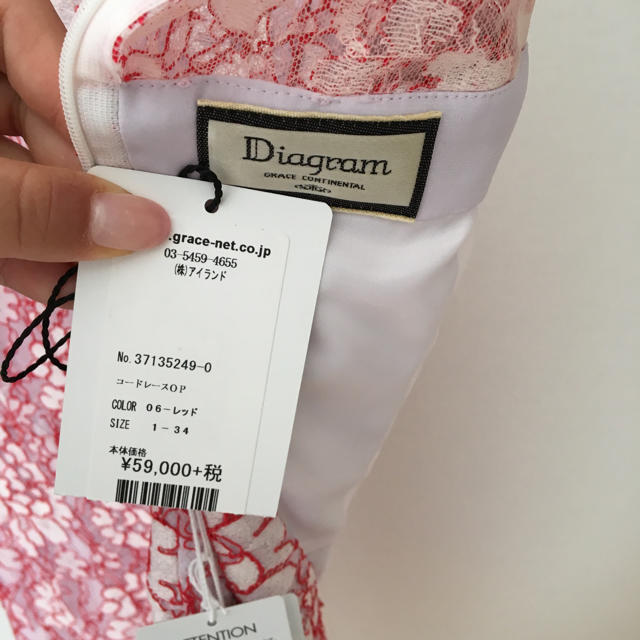 Diagram
GRACE CONTINENTAL
.grace-net.co.jp
03-5459-4655
(株)アイランド
No. 37135249-0
コードレースOP
COLOR 06-レッド
SIZE 1-34
本体価格
¥59,000+税
TTENTION